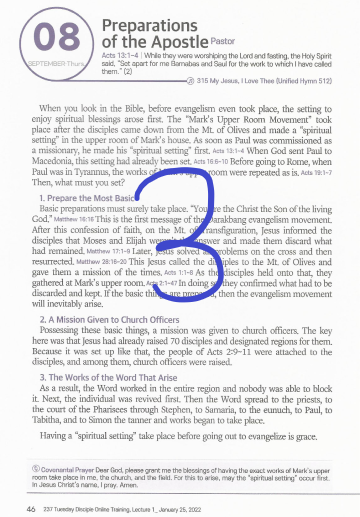 08
SEPTEMBER Thurs.
Preparations
of the Apostle Pastor
Acts 13:1-4 | While they were worshiping the Lord and fasting, the Holy Spirit
said, "Set apart for me Barnabas and Saul for the work to which I have called
them." (2)
315 My Jesus, I Love Thee (Unified Hymn 512)
When you look in the Bible, before evangelism even took place, the setting to
enjoy spiritual blessings arose first. The "Mark's Upper Room Movement" took
place after the disciples came down from the Mt. of Olives and made a "spiritual
setting" in the upper room of Mark's house. As soon as Paul was commissioned as
a missionary, he made his "spiritual setting" first. Acts 13:1-4 When God sent Paul to
Macedonia, this setting had already been set. Acts 16:6-10 Before going to Rome, when
Paul was in Tyrannus, the works of Mark's upper room were repeated as is. Acts 19:1-7
Then, what must you set?
1. Prepare the Most Basic
Basic preparations must surely take place. "You are the Christ the Son of the living
God," Matthew 16:16 This is the first message of the Darakbang evangelism movement.
After this confession of faith, on the Mt. of Transfiguration, Jesus informed the
disciples that Moses and Elijah weren't the answer and made them discard what
had remained. Matthew 17:1-9 Later, Jesus solved all problems on the cross and then
resurrected. Matthew 28:16-20 This Jesus called the disciples to the Mt. of Olives and
gave them a mission of the times, Acts 1:1-8 As the disciples held onto that, they
gathered at Mark's upper room. Acts 2:1-47 In doing so they confirmed what had to be
discarded and kept. If the basic things are prepared, then the evangelism movement
will inevitably arise.
2. A Mission Given to Church Officers
Possessing these basic things, a mission was given to church officers. The key
here was that Jesus had already raised 70 disciples and designated regions for them.
Because it was set up like that, the people of Acts 2:9-11 were attached to the
disciples, and among them, church officers were raised.
3. The Works of the Word That Arise
As a result, the Word worked in the entire region and nobody was able to block
it. Next, the individual was revived first. Then the Word spread to the priests, to
the court of the Pharisees through Stephen, to Samaria, to the eunuch, to Paul, to
Tabitha, and to Simon the tanner and works began to take place.
Having a "spiritual setting" take place before going out to evangelize is grace.
Covenantal Prayer Dear God, please grant me the blessings of having the exact works of Mark's upper
room take place in me, the church, and the field. For this to arise, may the "spiritual setting" occur first.
In Jesus Christ's name, I pray. Amen.
46 237 Tuesday Disciple Online Training, Lecture 1_ January 25, 2022
3